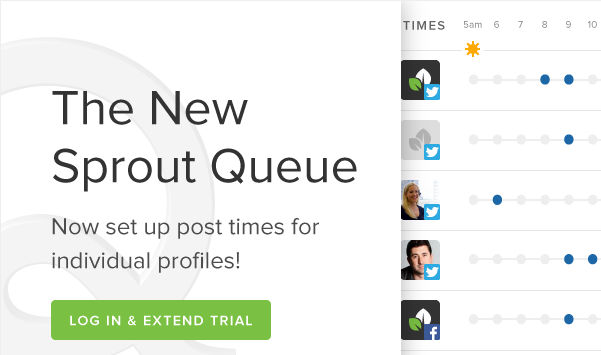 The New
Sprout Queue
Now set up post times for
individual profiles!
LOG IN & EXTEND TRIAL
TIMES 5am 6 7 8 9 10